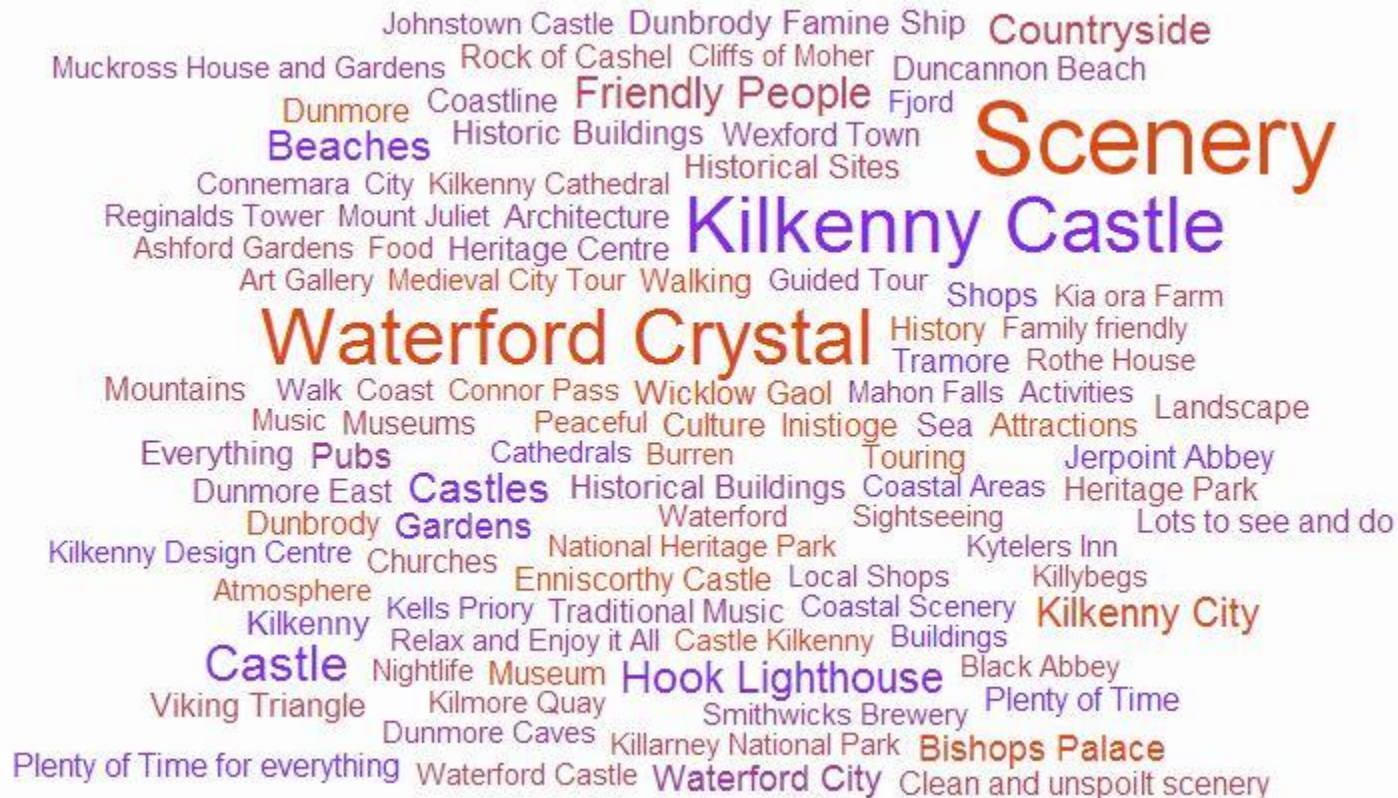 Johnstown Castle Dunbrody Famine Ship Countryside
Muckross House and Gardens Rock of Cashel Cliffs of Moher Duncannon Beach
Dunmore Coastline Friendly People Fjord
Beaches Historic Buildings Wexford Town Scenery
Historical Sites
Connemara City Kilkenny Cathedral
Reginalds Tower Mount Juliet Architecture Kilkenny Castle
Ashford Gardens Food Heritage Centre
Art Gallery Medieval City Tour Walking Guided Tour Shops Kia ora Farm
Waterford Crystal History Family friendly
Tramore Rothe House
Mountains Walk Coast Connor Pass Wicklow Gaol Mahon Falls Activities Landscape
Music Museums Peaceful Culture Inistioge Sea Attractions
Everything Pubs Cathedrals Burren Touring Jerpoint Abbey
Dunmore East Castles Historical Buildings Coastal Areas Heritage Park
Dunbrody Gardens Waterford Sightseeing Lots to see and do
Kilkenny Design Centre Churches National Heritage Park Kytelers Inn
Atmosphere Enniscorthy Castle Local Shops Killybegs
Kilkenny Kells Priory Traditional Music Coastal Scenery Kilkenny City
Relax and Enjoy it All Castle Kilkenny Buildings
Castle Nightlife Museum Hook Lighthouse Black Abbey
Viking Triangle Kilmore Quay Smithwicks Brewery Plenty of Time
Dunmore Caves Killarney National Park Bishops Palace
Plenty of Time for everything Waterford Castle Waterford City Clean and unspoilt scenery